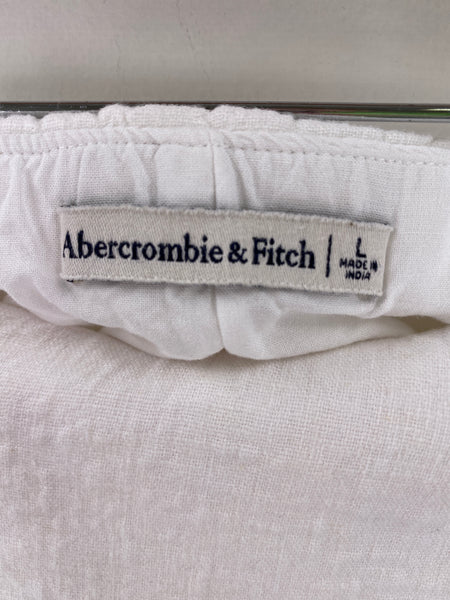 Abercrombie & Fitch
L
MADE IN
INDIA